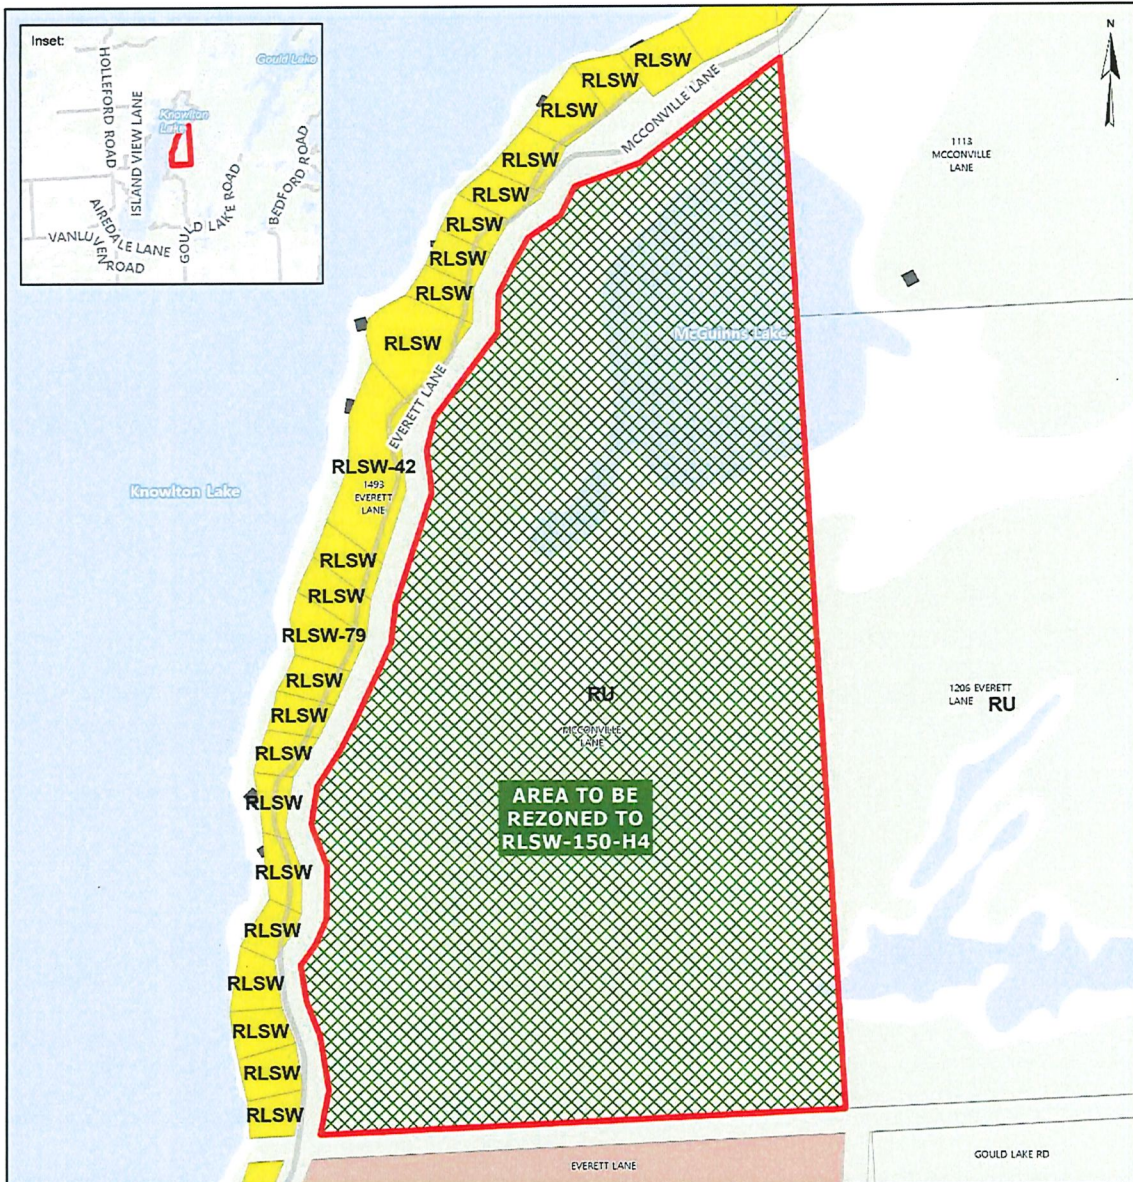 Inset:
HOLLEFORD ROAD
ISLAND VIEW LANE
Gould Lake
Knowlton
Lake
BEDFORD ROAD
GOULD LAKE ROAD
AIREDALE LANE
VANLUVEN
ROAD
N
RLSW
RLSW
RLSW
MCCONVILLE LANE
RLSW
RLSW
RLSW
RLSW
RLSW
RLSW
1113
MCCONVILLE
LANE
McGuinns Lake
EVERETT LANE
RLSW-42
1493
EVERETT
LANE
Knowlton Lake
RLSW
RLSW
RLSW-79
RLSW
RLSW
RLSW
RLSW
RLSW
RLSW
RLSW
RLSW
RLSW
RLSW
RU
MCCONVILLE
LANE
1206 EVERETT
LANE
RU
AREA TO BE
REZONED TO
RLSW-150-H4
EVERETT LANE
GOULD LAKE RD